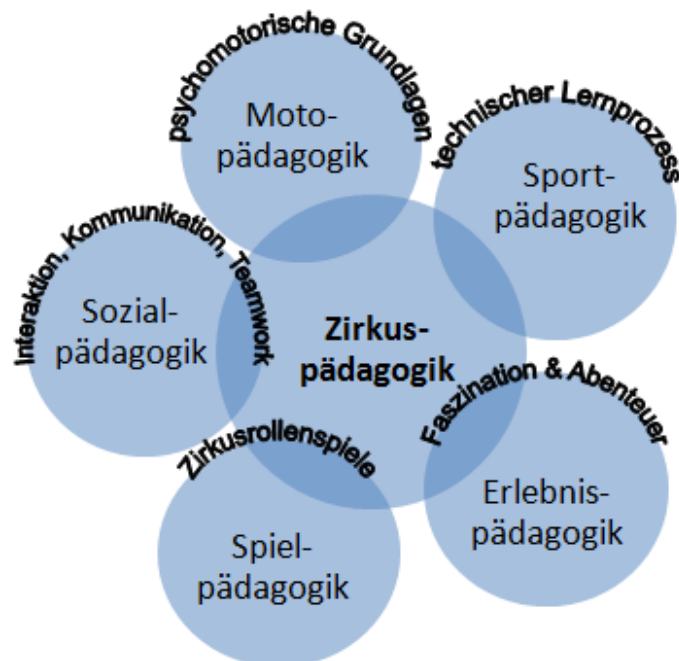 psychomotorische Grundlagen
Moto-
pädagogik
technischer Lernprozess
Sport-
pädagogik
Interaktion, Kommunikation, Teamwork
Sozial-
pädagogik
Zirkus-
pädagogik
Faszination & Abenteuer
Erlebnis-
pädagogik
Zirkusrollenspiele
Spiel-
pädagogik